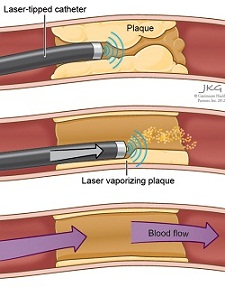 Laser-tipped catheter
Plaque
JKG
Laser vaporizing plaque
Blood flow